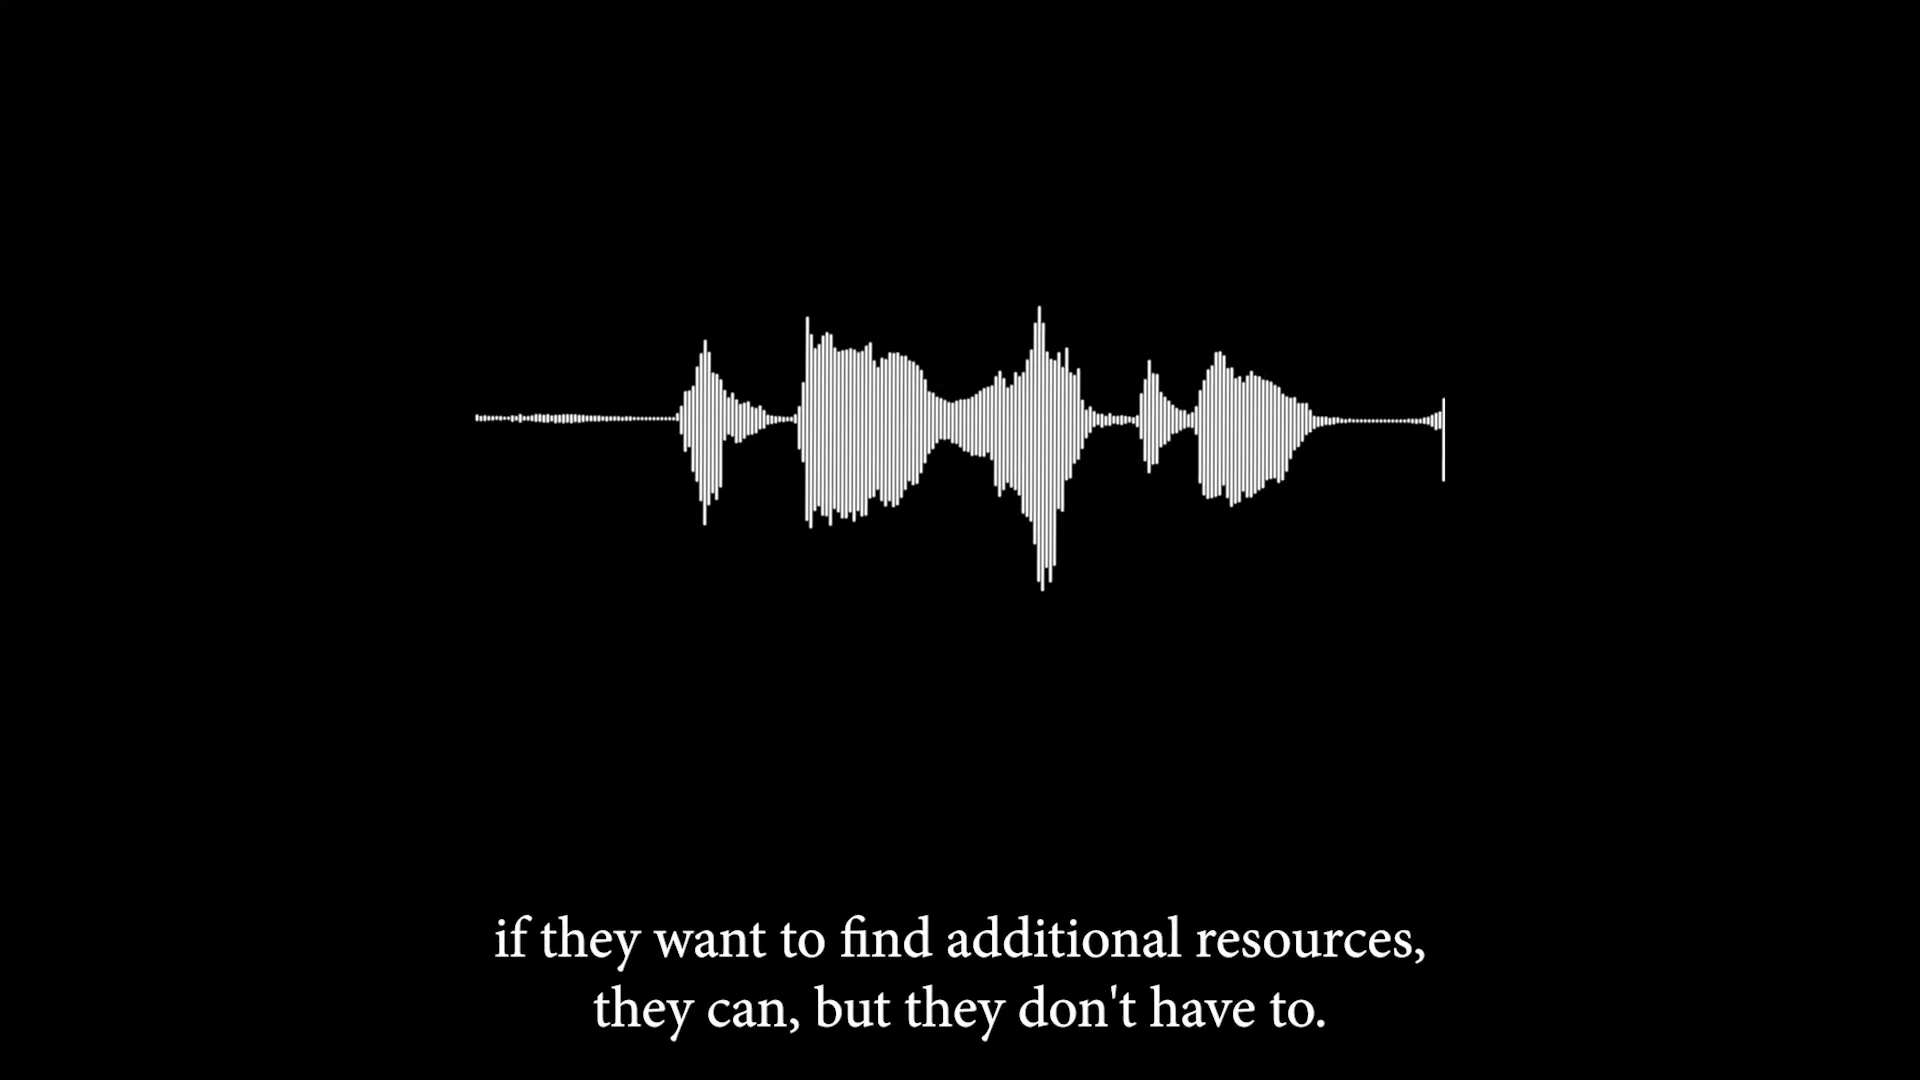 if they want to find additional resources,
they can, but they don't have to.